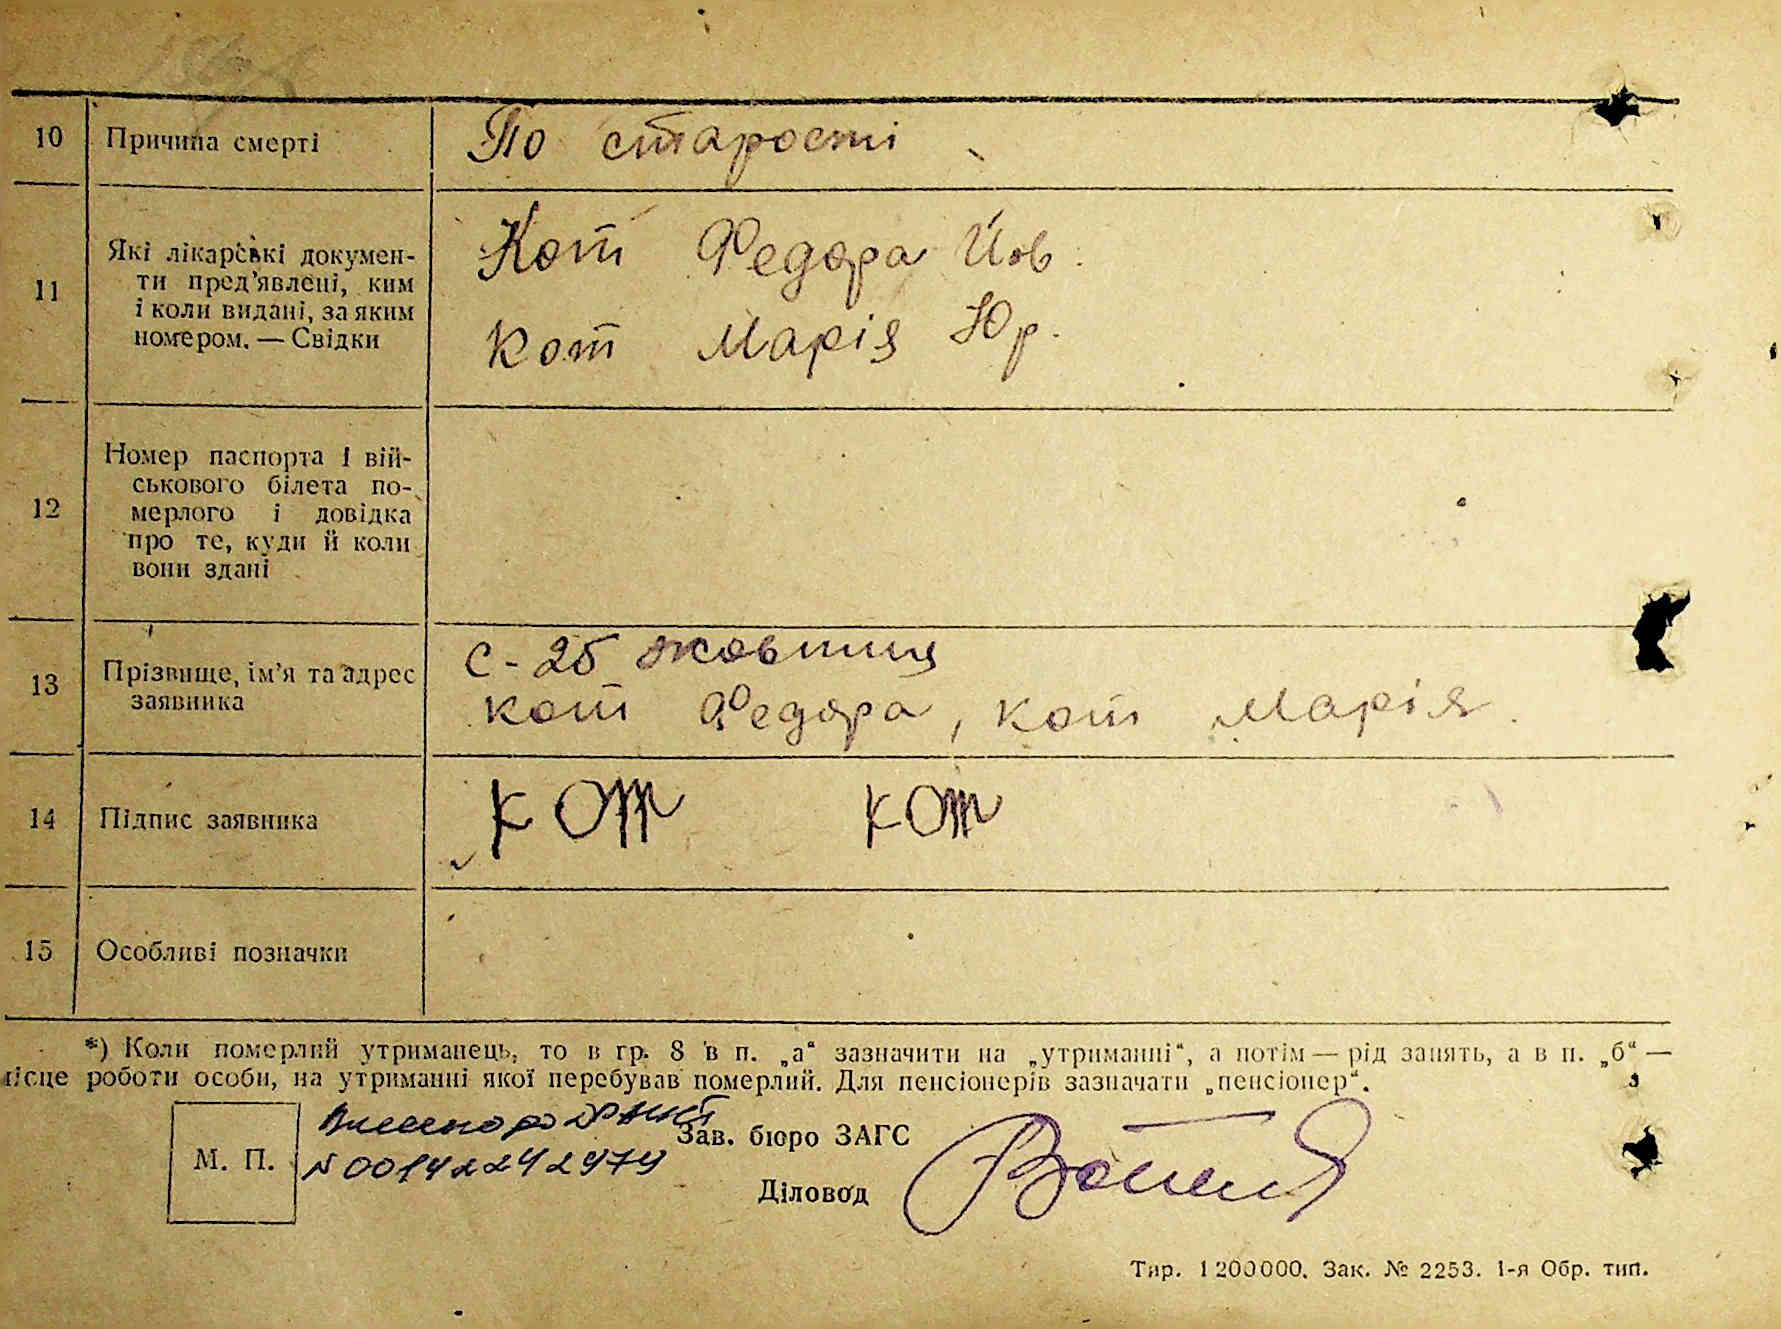 10 Причина смерті По старості
11 Які лікарські докумен-
ти пред'явлені, ким
і коли видані, за яким
номером. — Свідки
Кот Федора Йов.
Кот Марія Юр.
12 Номер паспорта і вій-
ськового білета по-
мерлого і довідка
про те, куди й коли
вони здані
13 Прізвище, ім'я та адрес
заявника
с-25 жовтня
Кот Федора, Кот Марія.
14 Підпис заявника Кот Кот
15 Особливі позначки
*) Коли померлий утриманець, то в гр. 8 в п. „а“ зазначити на „утриманні“, а потім — рід занять, а в п. „б“ —
місце роботи особи, на утриманні якої перебував померлий. Для пенсіонерів зазначати „пенсіонер“.
М. П.
N 00142242974
Зав. бюро ЗАГС
Діловод
Тир. 1200000. Зак. № 2253. 1-я Обр. тип.